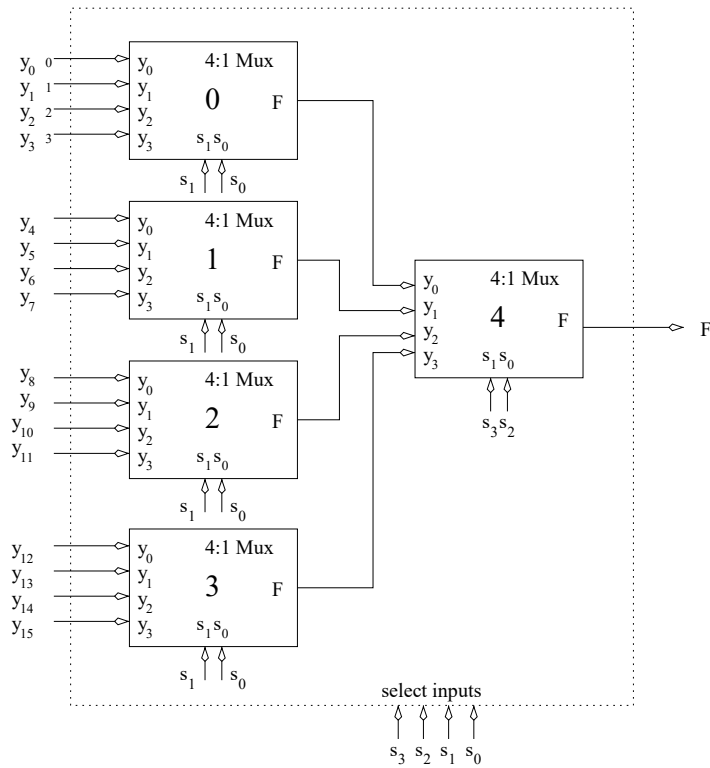 y0 0 y0 4:1 Mux
y1 1 y1 0 F
y2 2 y2
y3 3 y3 s1s0
s1 s0
y4 y0 4:1 Mux
y5 y1 1 F
y6 y2
y7 y3 s1s0
s1 s0
y0 4:1 Mux
y1 4 F F
y2
y3 s1s0
s3s2
y8 y0 4:1 Mux
y9 y1 2 F
y10 y2
y11 y3 s1s0
s1 s0
y12 y0 4:1 Mux
y13 y1 3 F
y14 y2
y15 y3 s1s0
s1 s0
select inputs
s3 s2 s1 s0